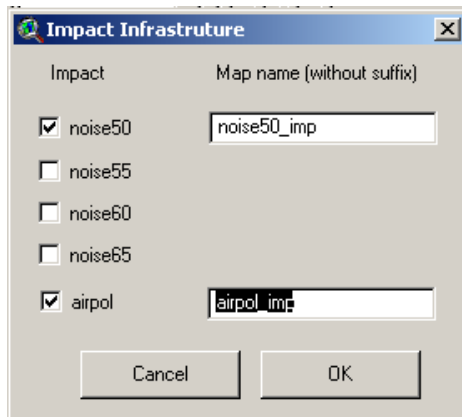 Impact Infrastruture
Impact Map name (without suffix)
noise50 noise50_imp
noise55
noise60
noise65
airpol airpol_imp
Cancel OK